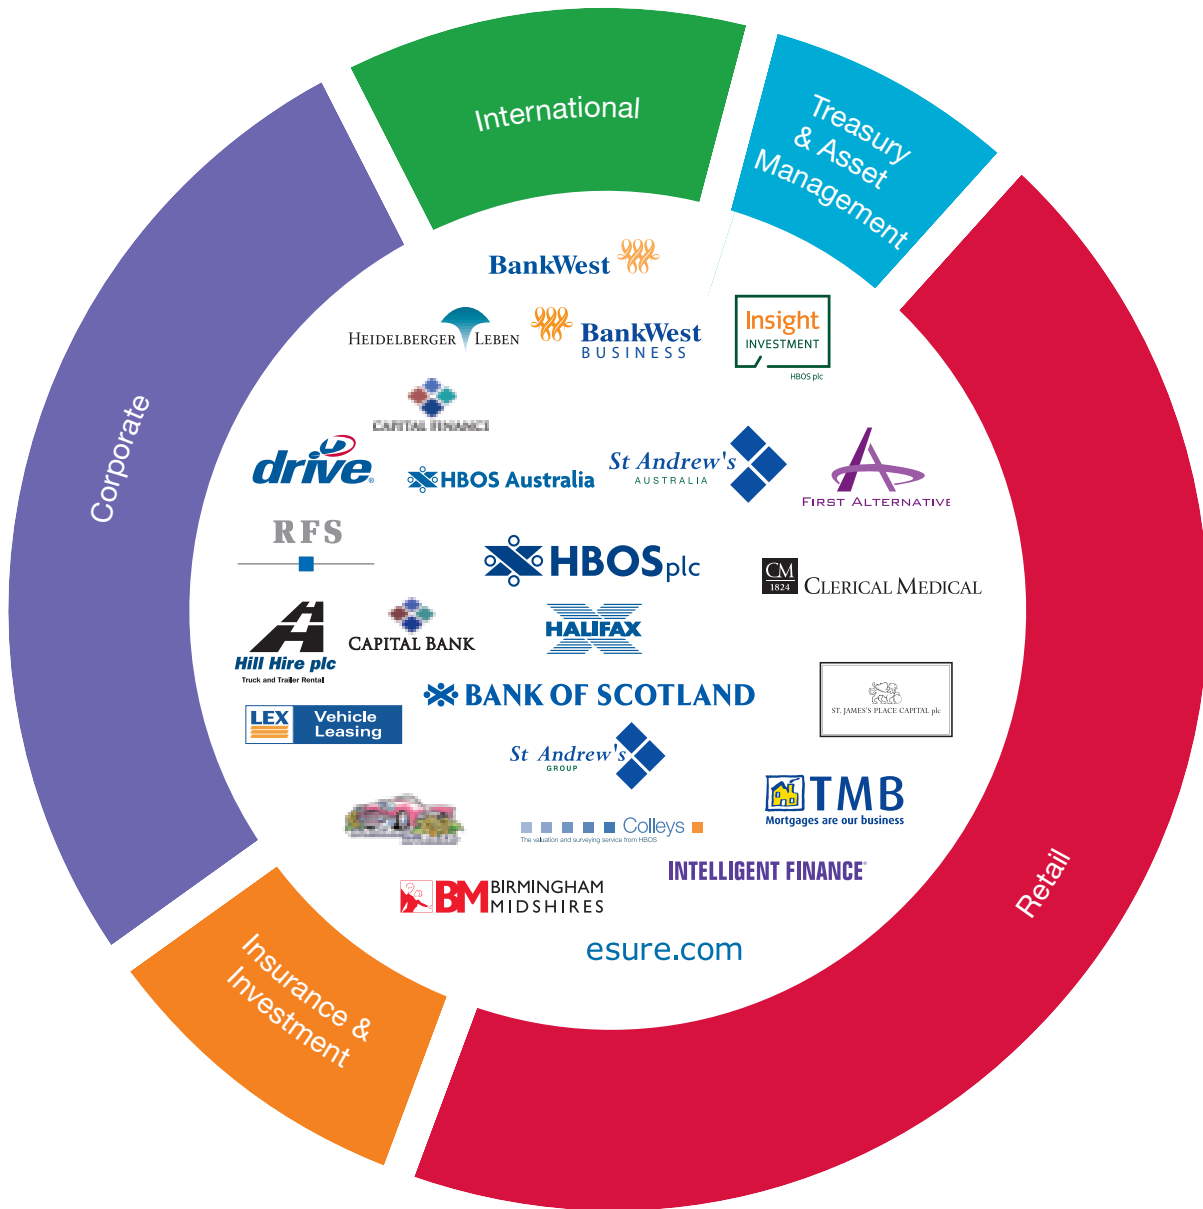 International
Treasury
& Asset
Management
Corporate
Retail
Insurance &
Investment
BankWest
HEIDELBERGER LEBEN
BankWest
BUSINESS
Insight
INVESTMENT
HBOS plc
CAPITAL FINANCE
drive®
HBOS Australia
St Andrew's
AUSTRALIA
FIRST ALTERNATIVE
RFS
HBOS plc
CM
1824
CLERICAL MEDICAL
Hill Hire plc
Truck and Trailer Rental
CAPITAL BANK
HALIFAX
BANK OF SCOTLAND
ST. JAMES'S PLACE CAPITAL plc
LEX
Vehicle
Leasing
St Andrew's
GROUP
TMB
Mortgages are our business
Colleys
The valuation and surveying service from HBOS
INTELLIGENT FINANCE
BM BIRMINGHAM
MIDSHIRES
esure.com